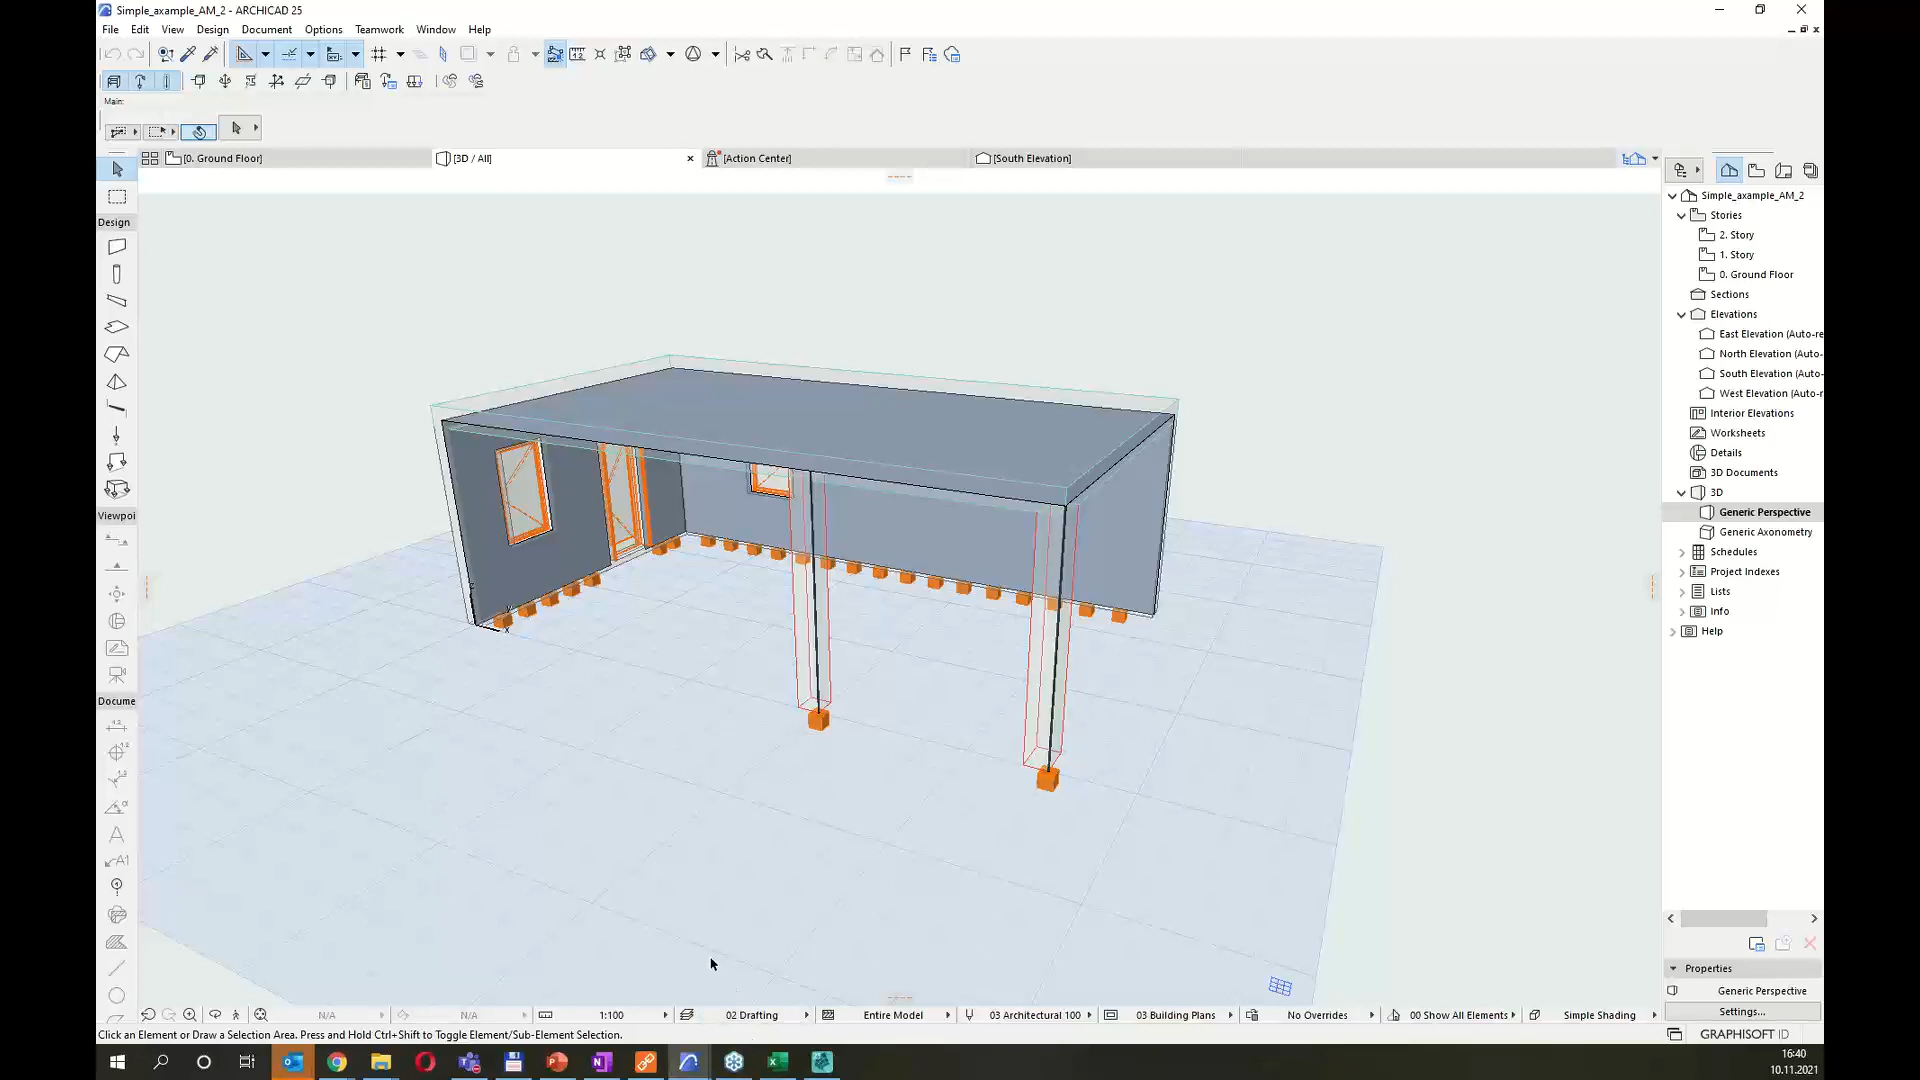 Simple_axample_AM_2 - ARCHICAD 25
File Edit View Design Document Options Teamwork Window Help
Main:
[0. Ground Floor]
[3D / All]
[Action Center]
[South Elevation]
Design
Viewpoi
Docume
Simple_axample_AM_2
Stories
2. Story
1. Story
0. Ground Floor
Sections
Elevations
East Elevation (Auto-re
North Elevation (Auto-
South Elevation (Auto-
West Elevation (Auto-r
Interior Elevations
Worksheets
Details
3D Documents
3D
Generic Perspective
Generic Axonometry
Schedules
Project Indexes
Lists
Info
Help
Properties
Generic Perspective
Settings...
N/A N/A 1:100 02 Drafting Entire Model 03 Architectural 100 03 Building Plans No Overrides 00 Show All Elements Simple Shading
Click an Element or Draw a Selection Area. Press and Hold Ctrl+Shift to Toggle Element/Sub-Element Selection.
GRAPHISOFT ID
16:40
10.11.2021